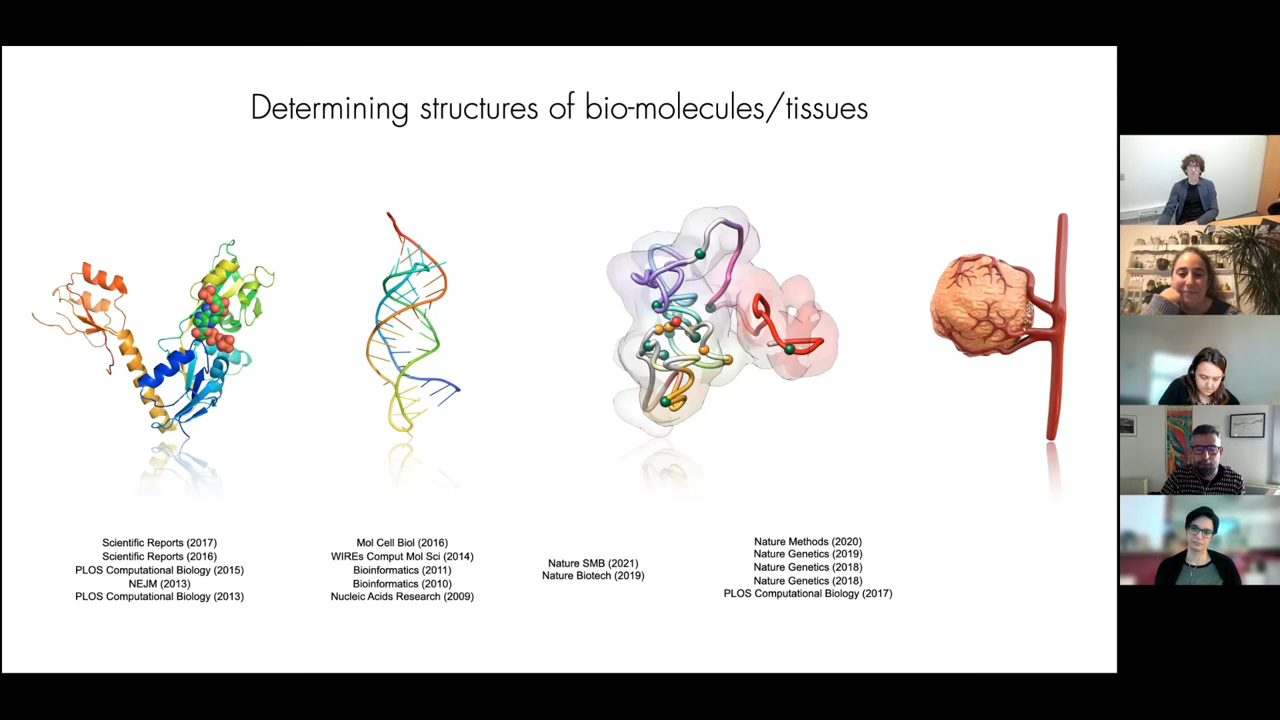 Determining structures of bio-molecules/tissues
Scientific Reports (2017)
Scientific Reports (2016)
PLOS Computational Biology (2015)
NEJM (2013)
PLOS Computational Biology (2013)
Mol Cell Biol (2016)
WIREs Comput Mol Sci (2014)
Bioinformatics (2011)
Bioinformatics (2010)
Nucleic Acids Research (2009)
Nature SMB (2021)
Nature Biotech (2019)
Nature Methods (2020)
Nature Genetics (2019)
Nature Genetics (2018)
Nature Genetics (2018)
PLOS Computational Biology (2017)